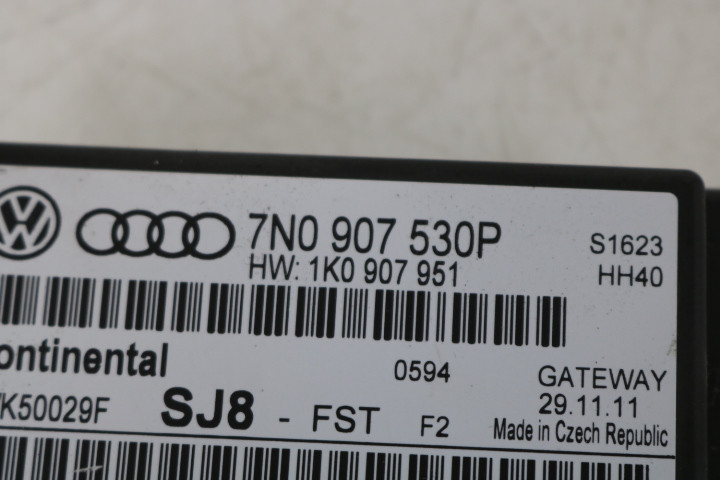 7N0 907 530P
S1623
HW: 1K0 907 951
HH40
ontinental
0594
GATEWAY
K50029F
SJ8 - FST F2
29.11.11
Made in Czech Republic